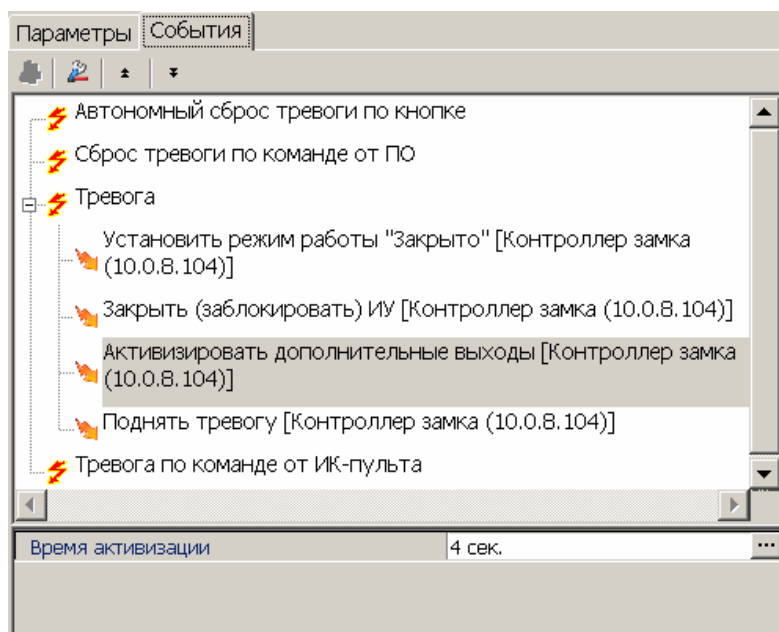 Параметры События
Автономный сброс тревоги по кнопке
Сброс тревоги по команде от ПО
Тревога
Установить режим работы "Закрыто" [Контроллер замка
(10.0.8.104)]
Закрыть (заблокировать) ИУ [Контроллер замка (10.0.8.104)]
Активизировать дополнительные выходы [Контроллер замка
(10.0.8.104)]
Поднять тревогу [Контроллер замка (10.0.8.104)]
Тревога по команде от ИК-пульта
Время активизации 4 сек. ...